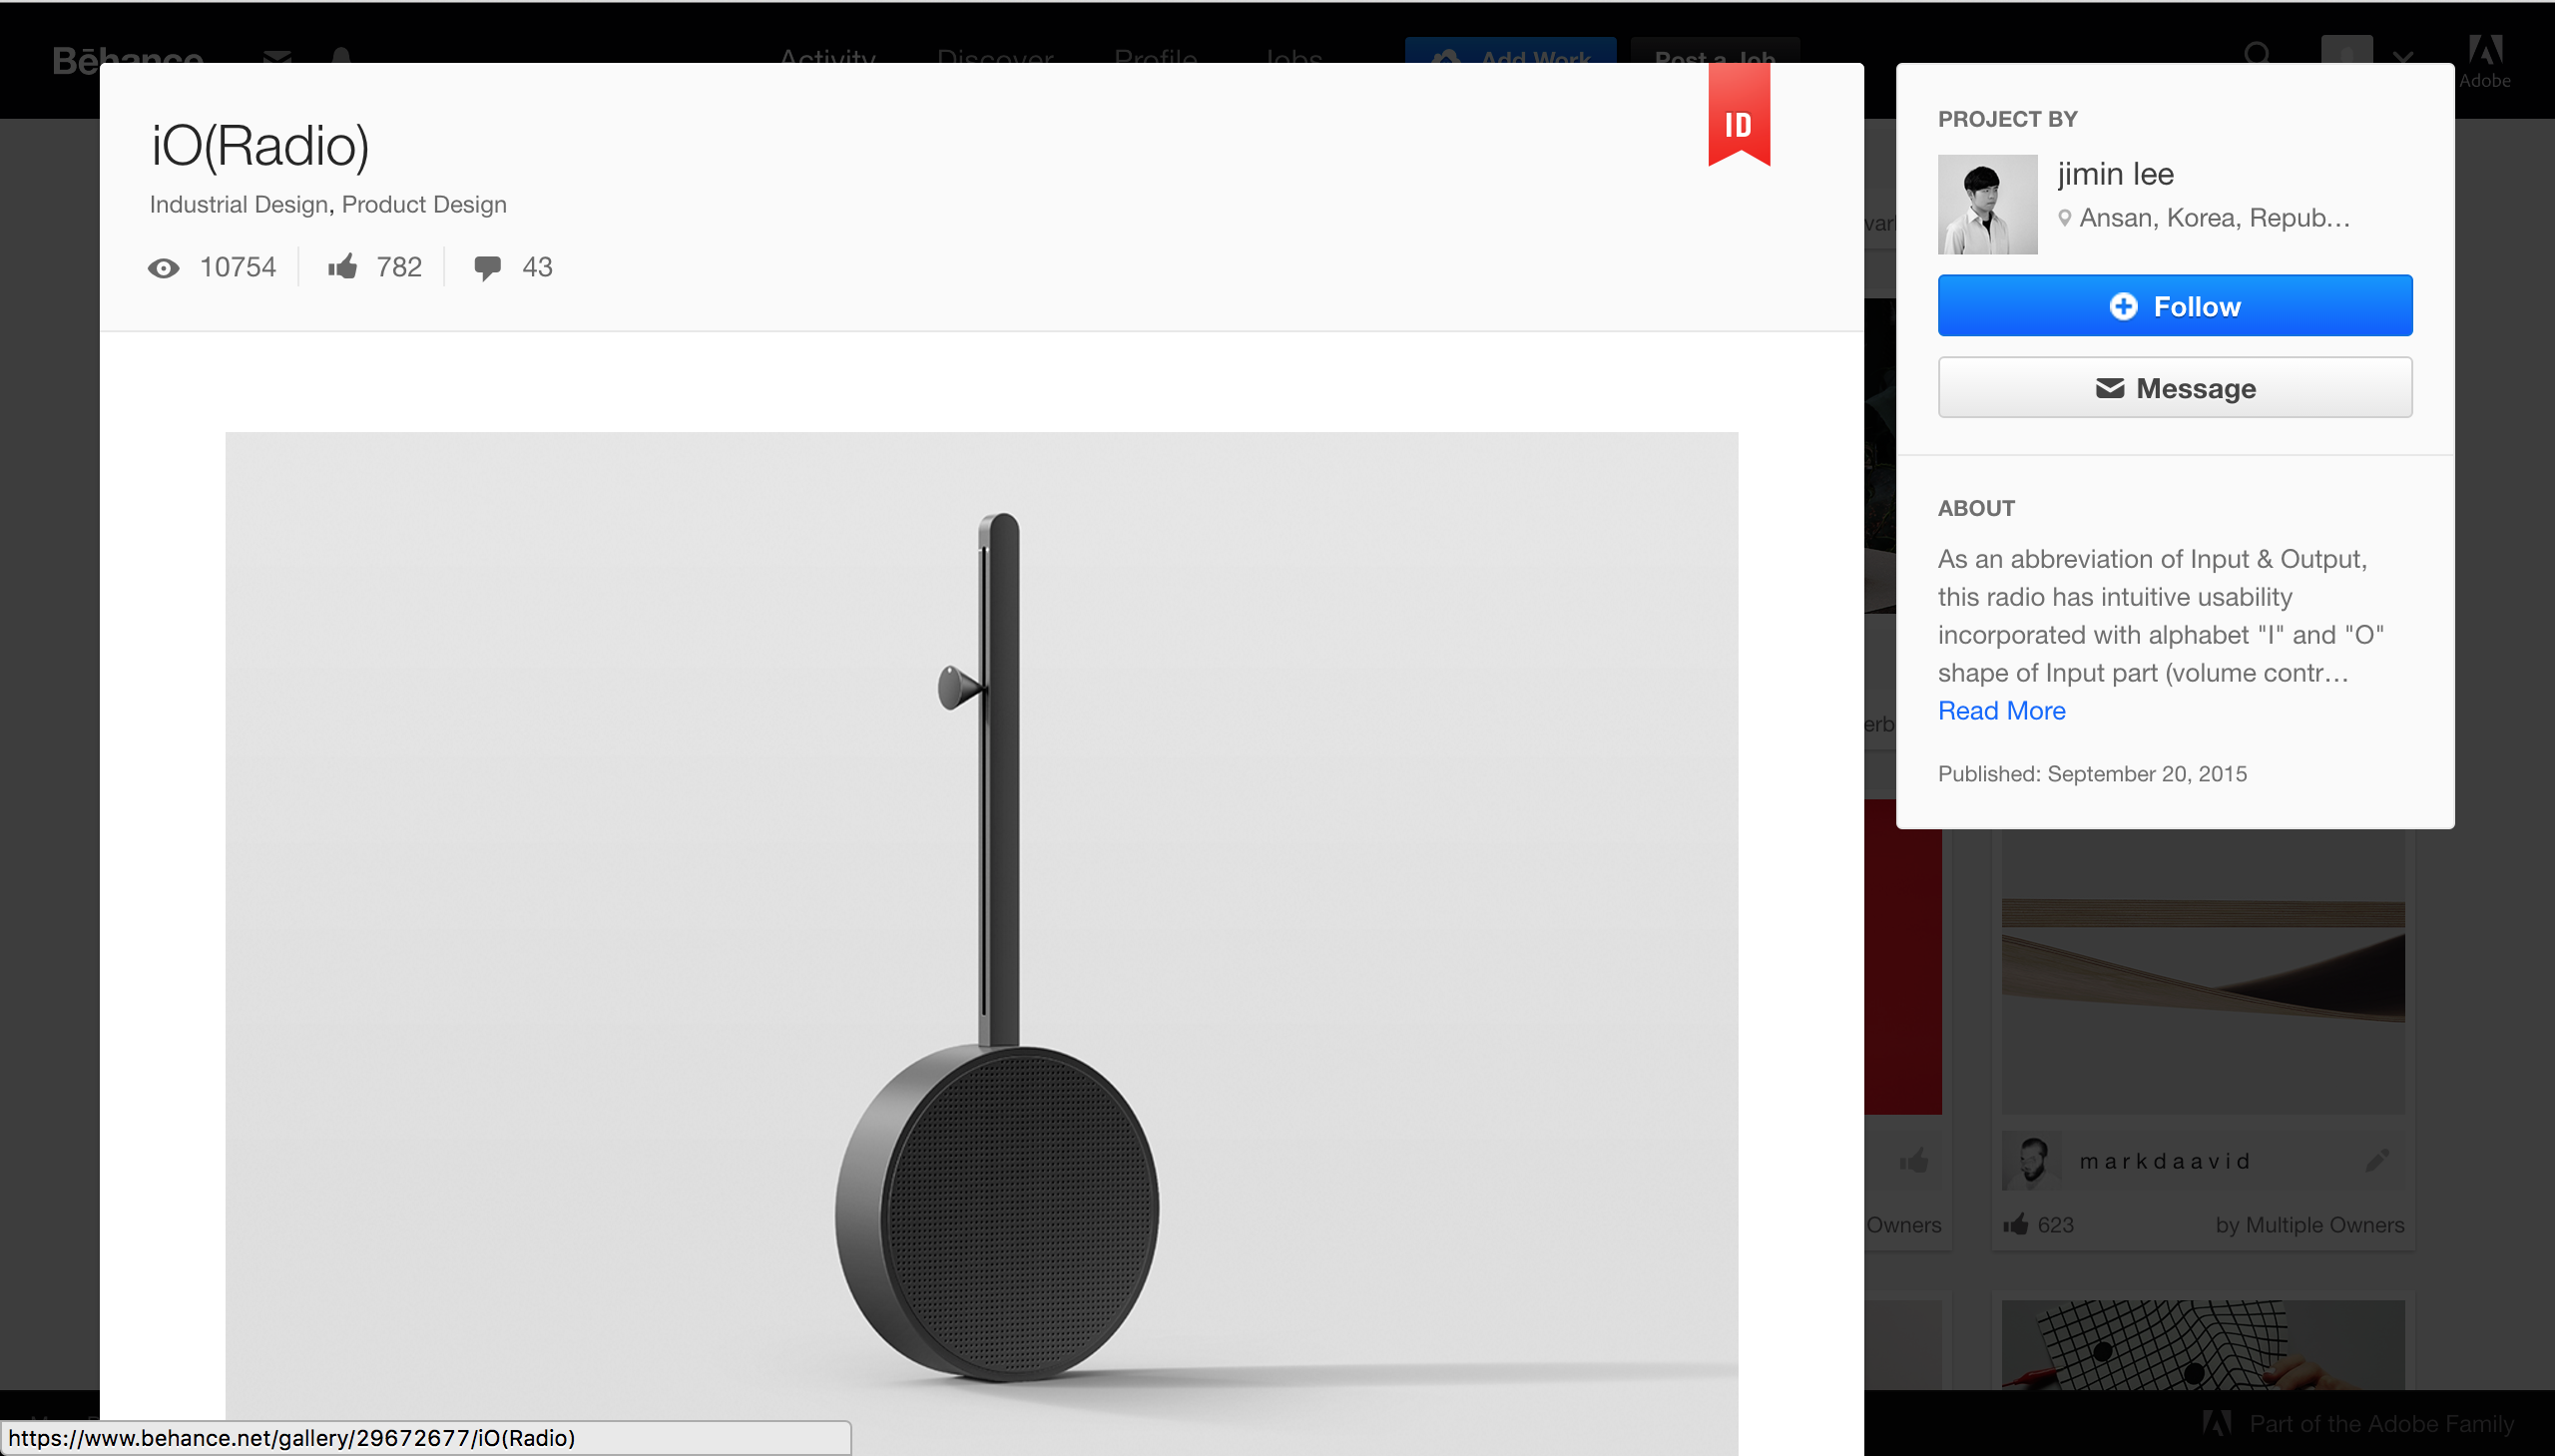 Bēhance
Activity
Discover
Profile
Jobs
Add Work
Post a Job
Adobe
iO(Radio)
ID
Industrial Design, Product Design
10754
782
43
PROJECT BY
jimin lee
Ansan, Korea, Repub...
Follow
Message
ABOUT
As an abbreviation of Input & Output,
this radio has intuitive usability
incorporated with alphabet "I" and "O"
shape of Input part (volume contr...
Read More
Published: September 20, 2015
markdaavid
Owners
623
by Multiple Owners
Part of the Adobe Family
https://www.behance.net/gallery/29672677/iO(Radio)